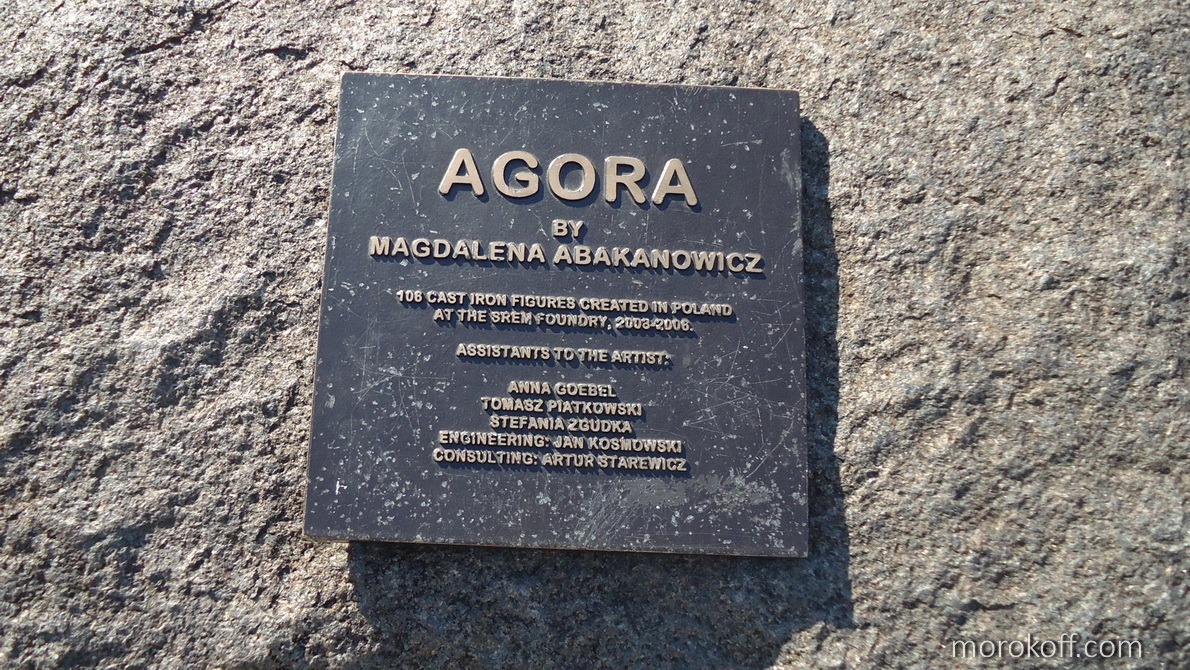 AGORA
BY
MAGDALENA ABAKANOWICZ
106 CAST IRON FIGURES CREATED IN POLAND
AT THE SREM FOUNDRY, 2003-2006.
ASSISTANTS TO THE ARTIST:
ANNA GOEBEL
TOMASZ PIATKOWSKI
STEFANIA ZGUDKA
ENGINEERING: JAN KOSMOWSKI
CONSULTING: ARTUR STAREWICZ
morokoff.com